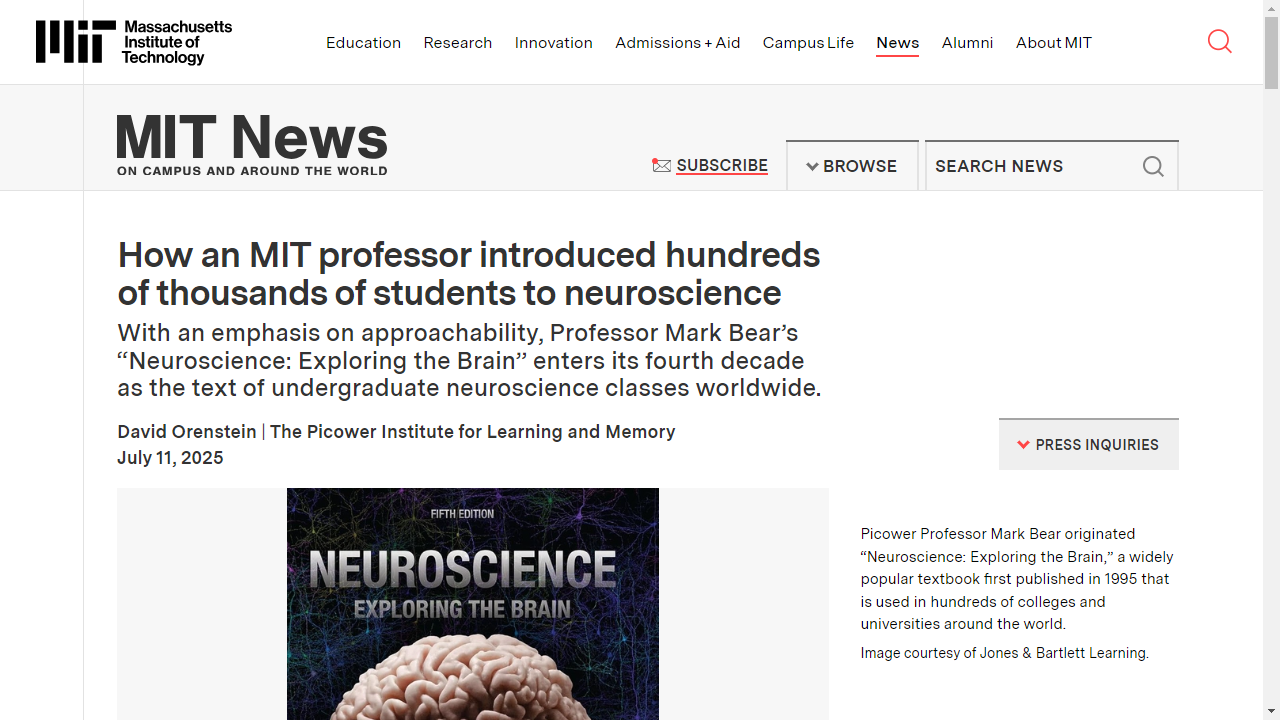 Massachusetts
Institute of
Technology
Education Research Innovation Admissions + Aid Campus Life News Alumni About MIT
MIT News
ON CAMPUS AND AROUND THE WORLD
SUBSCRIBE BROWSE SEARCH NEWS
How an MIT professor introduced hundreds
of thousands of students to neuroscience
With an emphasis on approachability, Professor Mark Bear’s
“Neuroscience: Exploring the Brain” enters its fourth decade
as the text of undergraduate neuroscience classes worldwide.
David Orenstein | The Picower Institute for Learning and Memory
July 11, 2025
PRESS INQUIRIES
FIFTH EDITION
NEUROSCIENCE
EXPLORING THE BRAIN
Picower Professor Mark Bear originated
“Neuroscience: Exploring the Brain,” a widely
popular textbook first published in 1995 that
is used in hundreds of colleges and
universities around the world.
Image courtesy of Jones & Bartlett Learning.